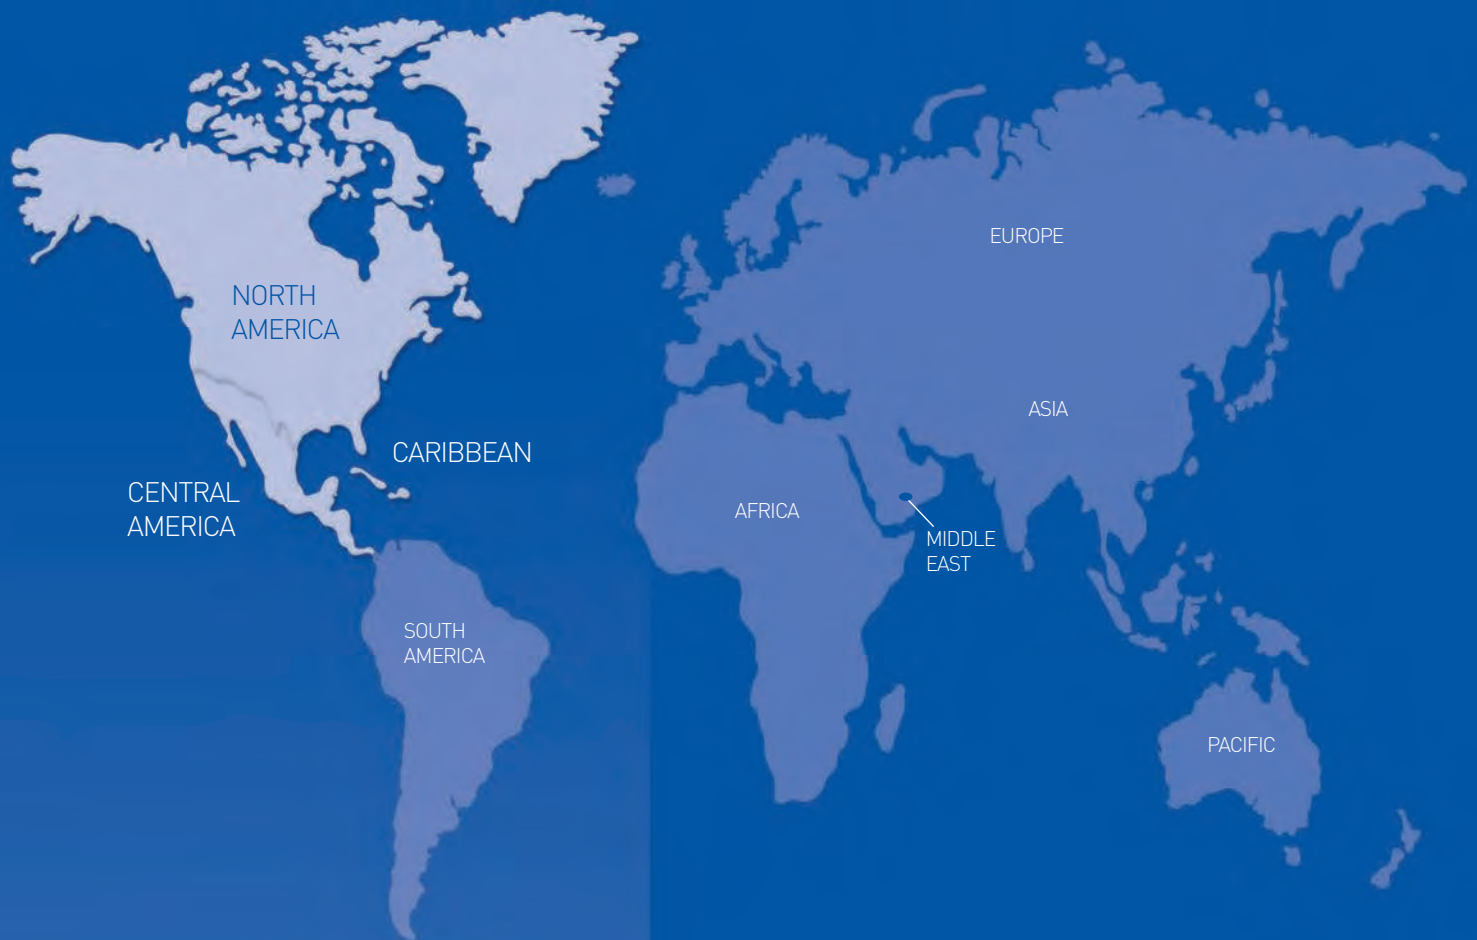 EUROPE
NORTH
AMERICA
ASIA
CARIBBEAN
CENTRAL
AMERICA
AFRICA
MIDDLE
EAST
SOUTH
AMERICA
PACIFIC